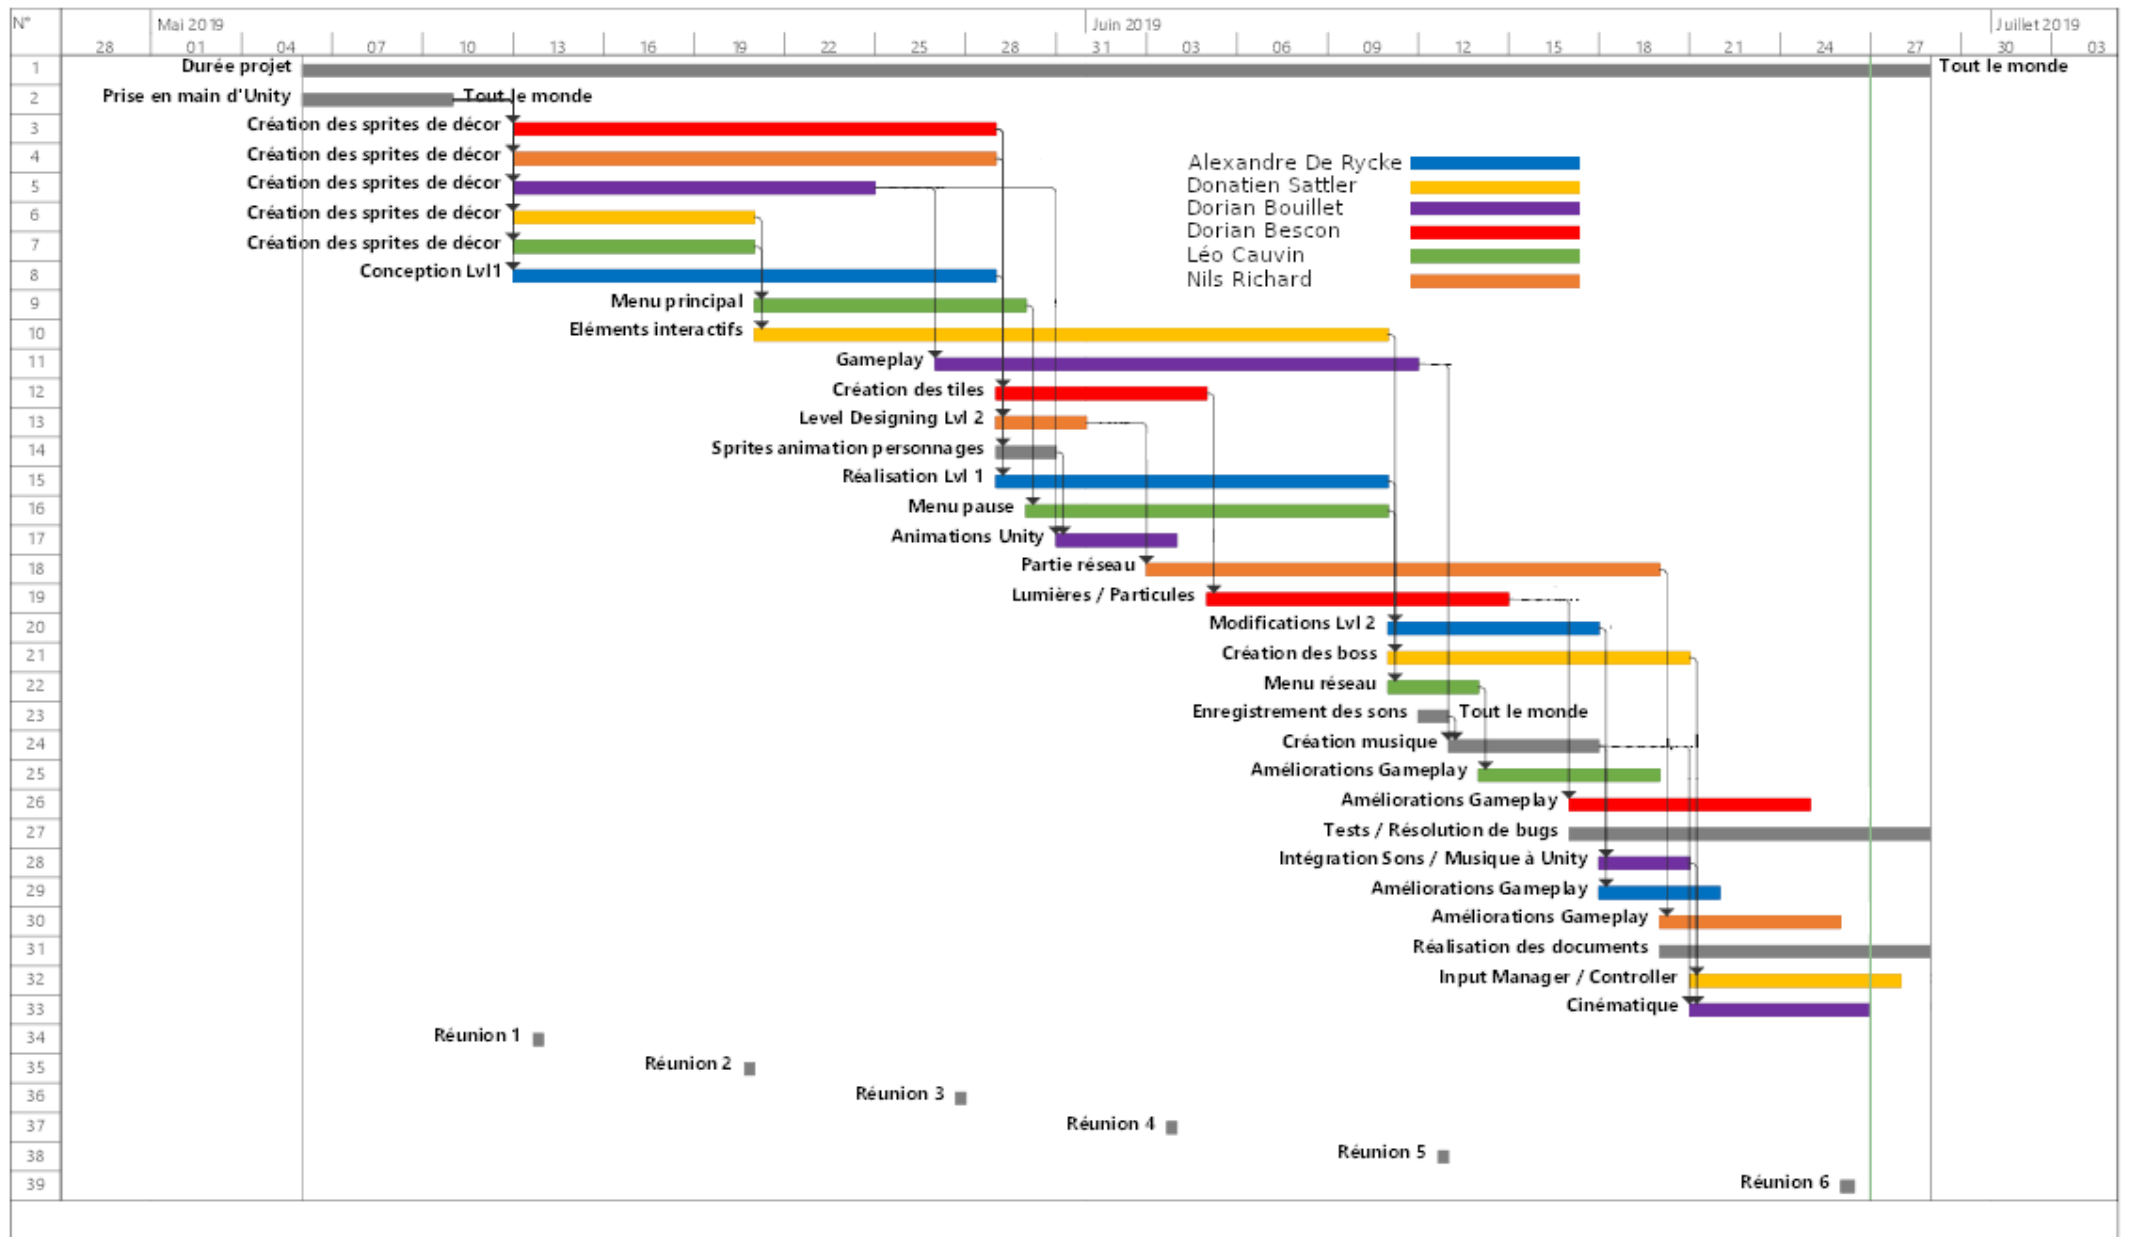 N° Mai 2019 Juin 2019 Juillet 2019
28 01 04 07 10 13 16 19 22 25 28 31 03 06 09 12 15 18 21 24 27 30 03
1 Durée projet Tout le monde
2 Prise en main d'Unity Tout le monde
3 Création des sprites de décor
4 Création des sprites de décor
5 Création des sprites de décor
6 Création des sprites de décor
7 Création des sprites de décor
8 Conception Lvl1
Alexandre De Rycke
Donatien Sattler
Dorian Bouillet
Dorian Bescon
Léo Cauvin
Nils Richard
9 Menu principal
10 Eléments interactifs
11 Gameplay
12 Création des tiles
13 Level Designing Lvl 2
14 Sprites animation personnages
15 Réalisation Lvl 1
16 Menu pause
17 Animations Unity
18 Partie réseau
19 Lumières / Particules
20 Modifications Lvl 2
21 Création des boss
22 Menu réseau
23 Enregistrement des sons Tout le monde
24 Création musique
25 Améliorations Gameplay
26 Améliorations Gameplay
27 Tests / Résolution de bugs
28 Intégration Sons / Musique à Unity
29 Améliorations Gameplay
30 Améliorations Gameplay
31 Réalisation des documents
32 Input Manager / Controller
33 Cinématique
34 Réunion 1
35 Réunion 2
36 Réunion 3
37 Réunion 4
38 Réunion 5
39 Réunion 6